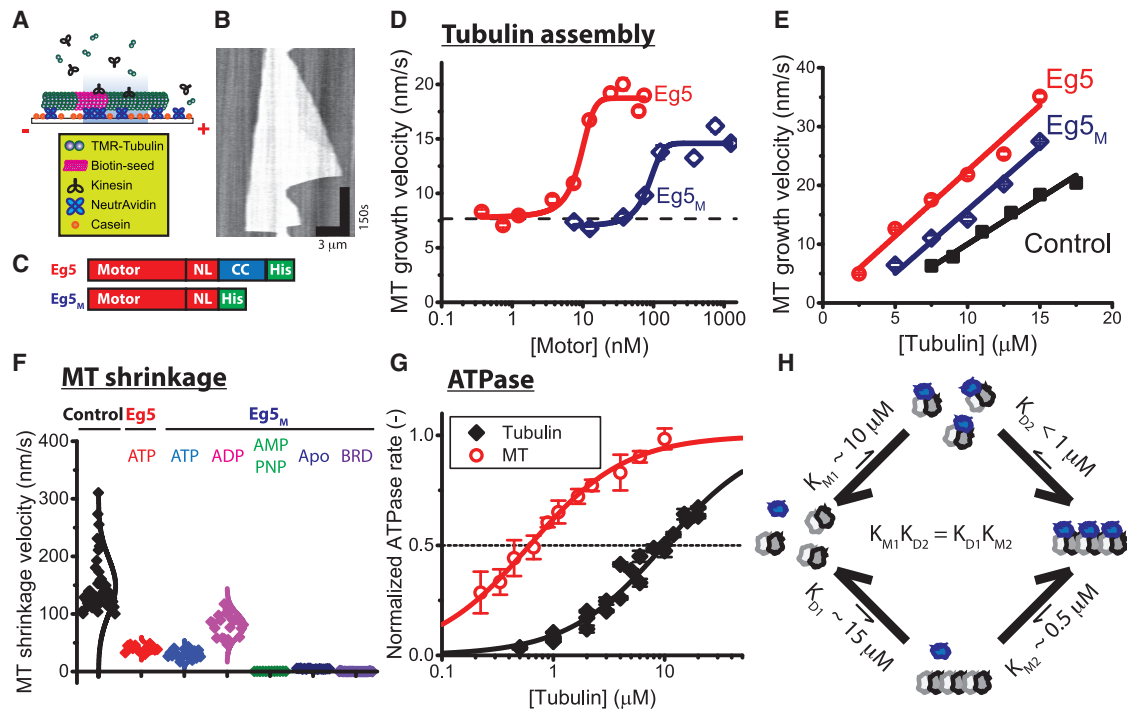 A
- +
TMR-Tubulin
Biotin-seed
Kinesin
NeutrAvidin
Casein
B
150s
3 μm
C
Eg5 Motor NL CC His
Eg5M Motor NL His
D
Tubulin assembly
MT growth velocity (nm/s)
20
15
10
5
0
Eg5
Eg5M
0.1 1 10 100 1000
[Motor] (nM)
E
MT growth velocity (nm/s)
40
30
20
10
0
Eg5
Eg5M
Control
0 5 10 15 20
[Tubulin] (μM)
F
MT shrinkage
Control Eg5 Eg5M
ATP ATP ADP AMP PNP Apo BRD
MT shrinkage velocity (nm/s)
400
300
200
100
0
G
ATPase
Normalized ATPase rate (-)
1.0
0.5
0.0
Tubulin
MT
0.1 1 10
[Tubulin] (μM)
H
KM1 ~ 10 μM
KD2 < 1 μM
KM1KD2 = KD1KM2
KD1 ~ 15 μM
KM2 ~ 0.5 μM